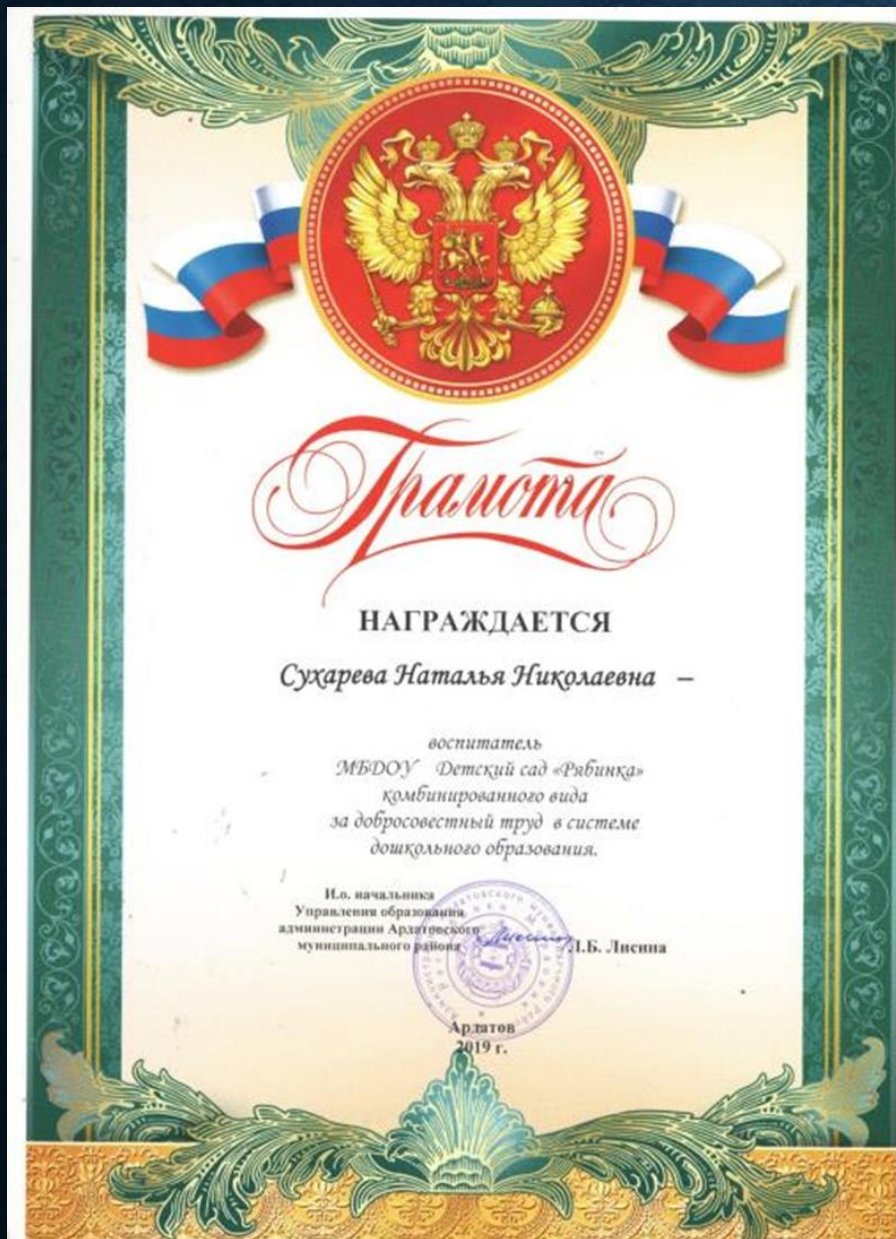 Грамота
НАГРАЖДАЕТСЯ
Сухарева Наталья Николаевна –
воспитатель
МБДОУ Детский сад «Рябинка»
комбинированного вида
за добросовестный труд в системе
дошкольного образования.
И.о. начальника
Управления образования
администрации Ардатовского
муниципального района
Л.Б. Лисина
Ардатов
2019 г.